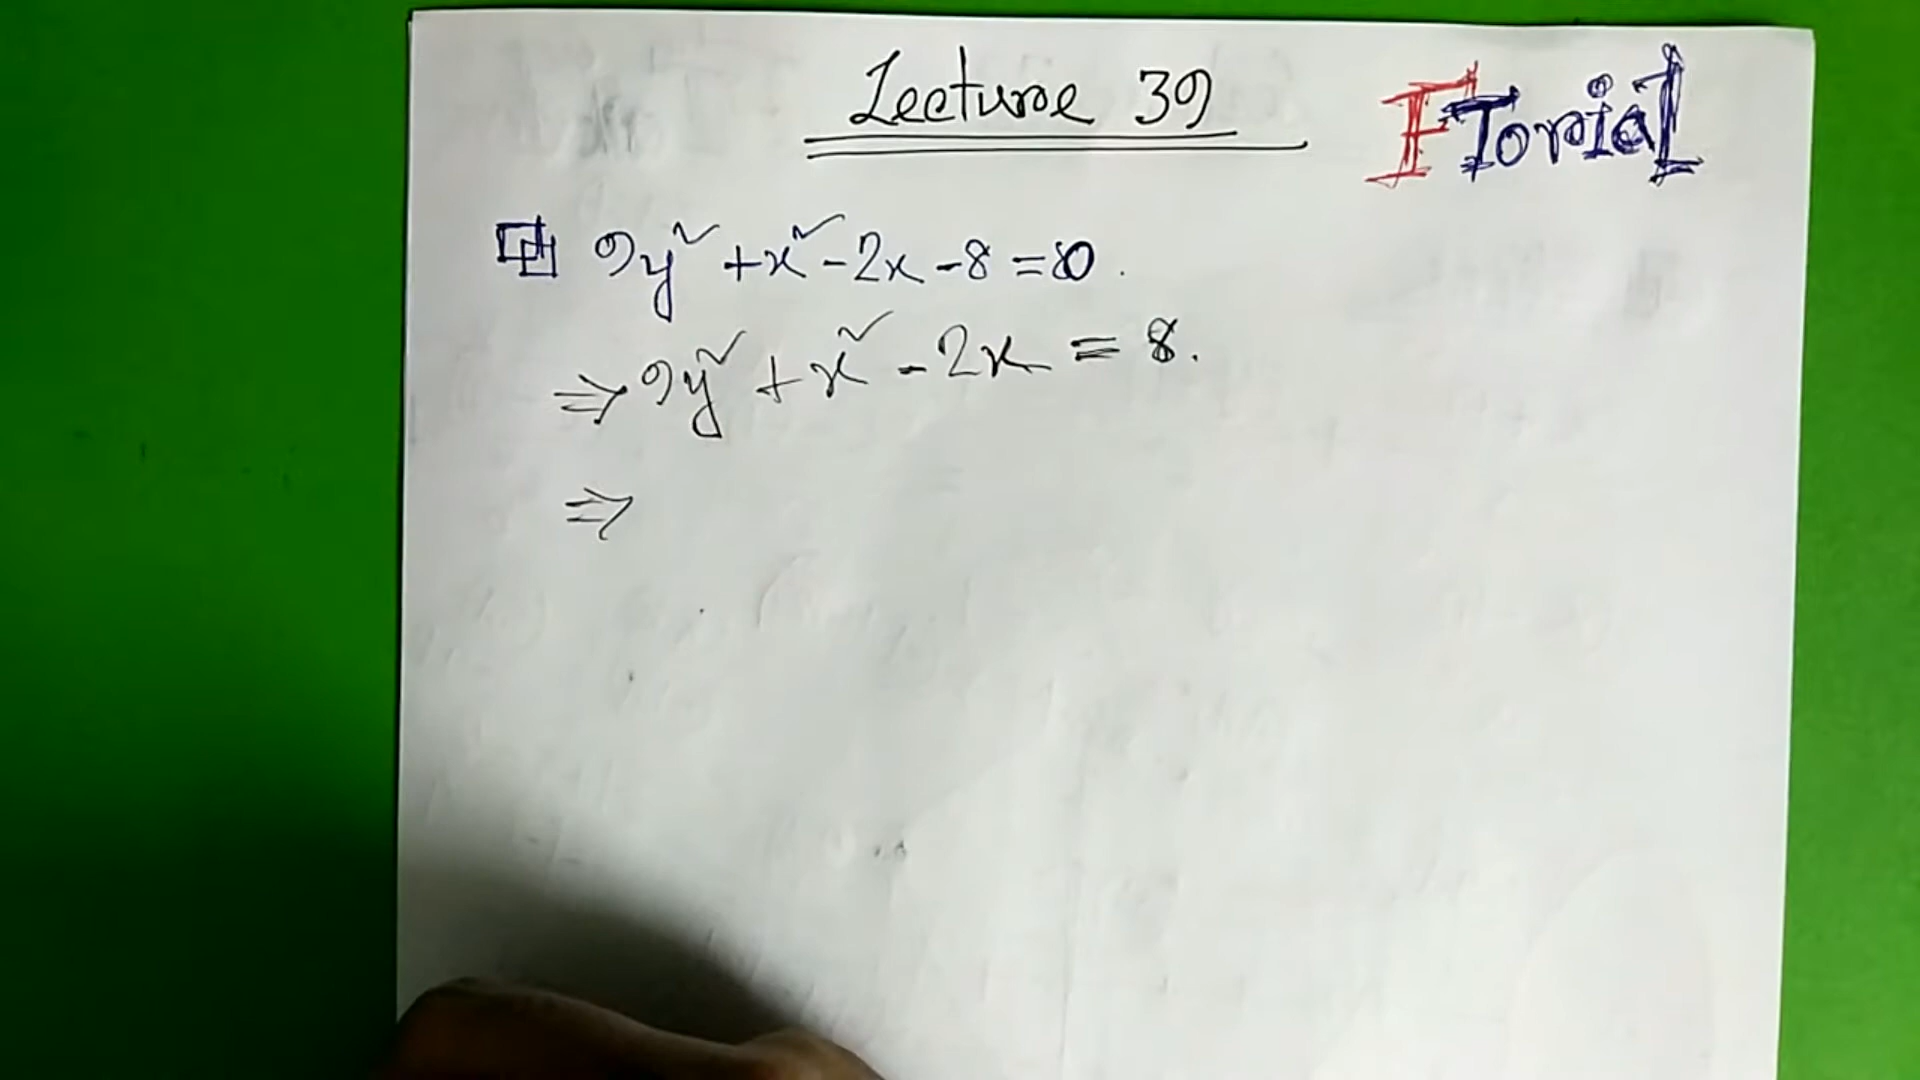 Lecture 39
FTorial
9y² + x² - 2x - 8 = 0.
⇒ 9y² + x² - 2x = 8.
⇒